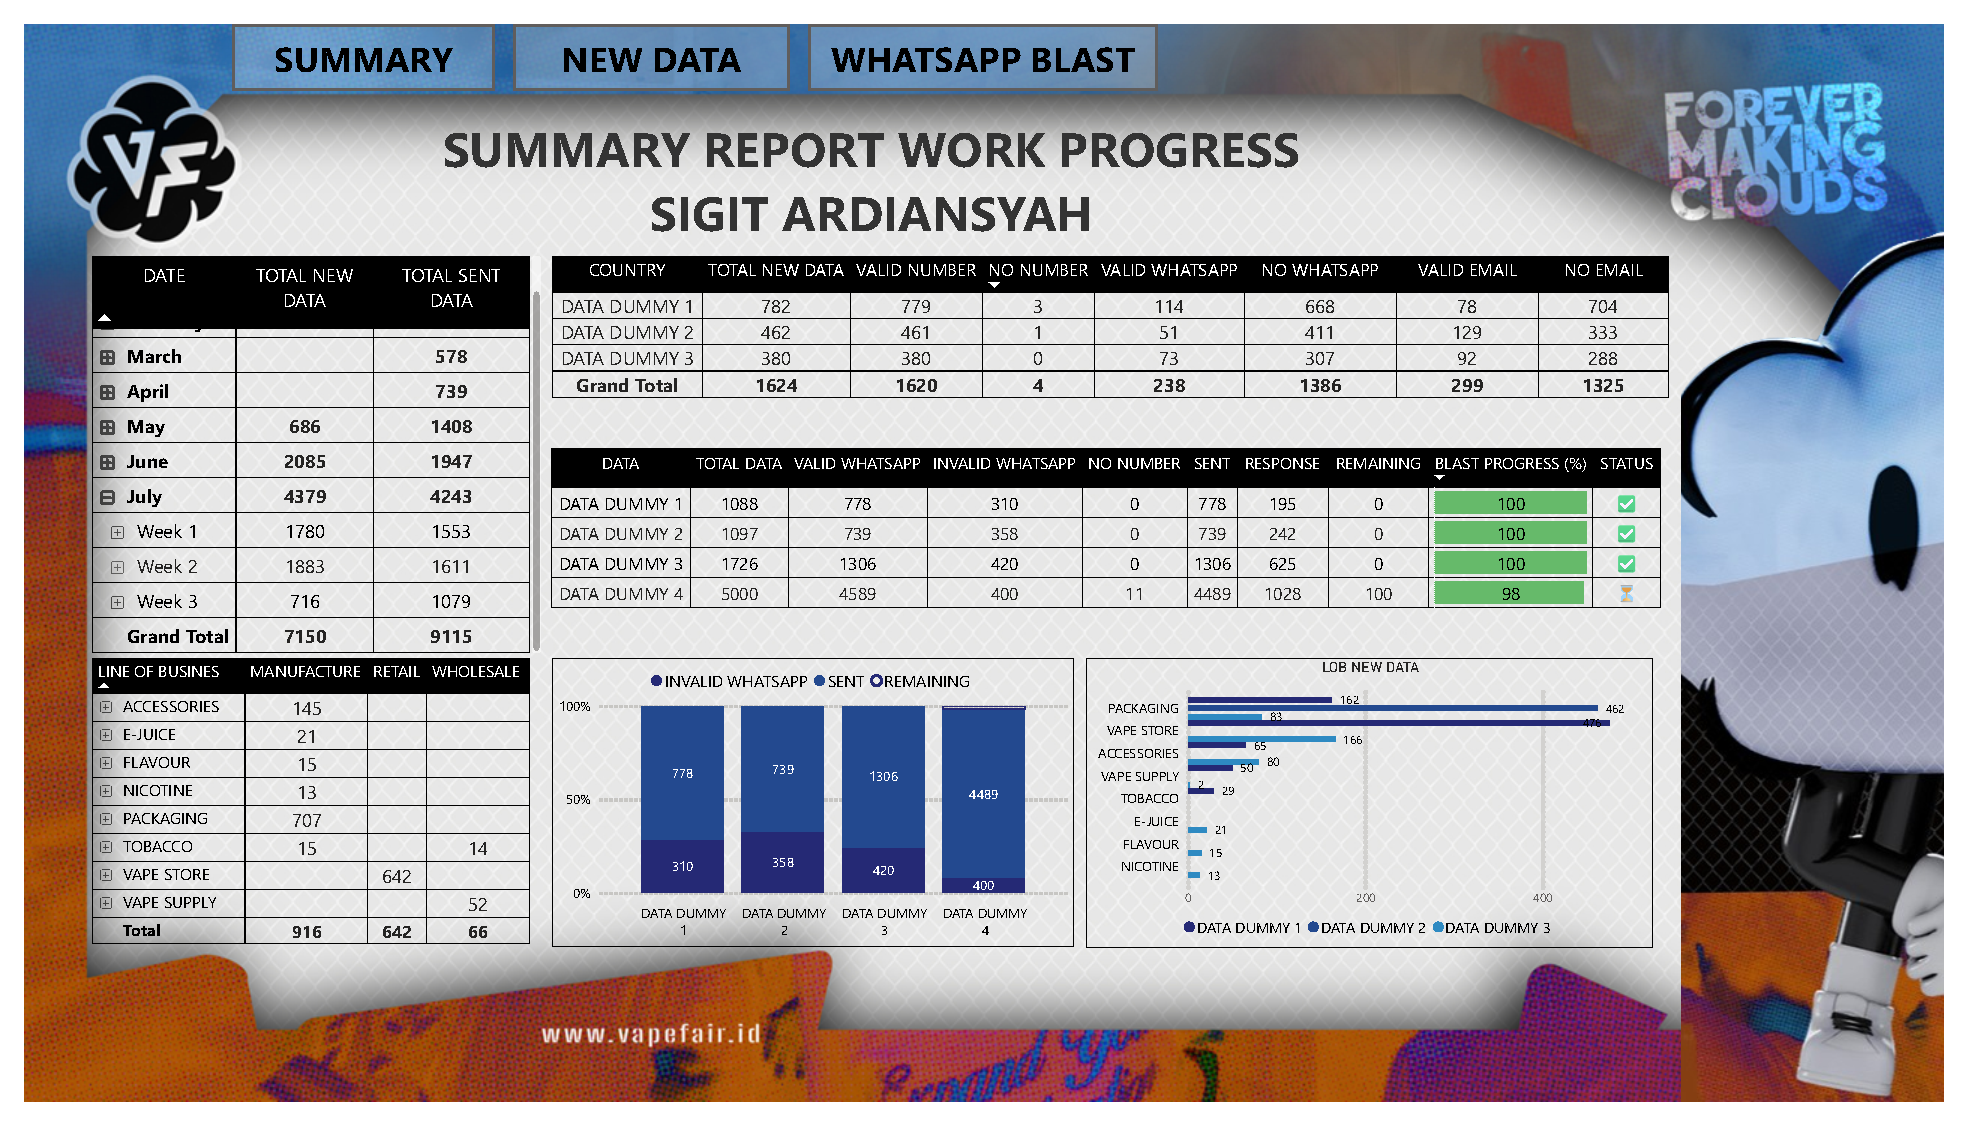 SUMMARY
NEW DATA
WHATSAPP BLAST
VF
FOREVER
MAKING
CLOUDS
SUMMARY REPORT WORK PROGRESS
SIGIT ARDIANSYAH
DATE TOTAL NEW DATA TOTAL SENT DATA
March 578
April 739
May 686 1408
June 2085 1947
July 4379 4243
Week 1 1780 1553
Week 2 1883 1611
Week 3 716 1079
Grand Total 7150 9115
COUNTRY TOTAL NEW DATA VALID NUMBER NO NUMBER VALID WHATSAPP NO WHATSAPP VALID EMAIL NO EMAIL
DATA DUMMY 1 782 779 3 114 668 78 704
DATA DUMMY 2 462 461 1 51 411 129 333
DATA DUMMY 3 380 380 0 73 307 92 288
Grand Total 1624 1620 4 238 1386 299 1325
DATA TOTAL DATA VALID WHATSAPP INVALID WHATSAPP NO NUMBER SENT RESPONSE REMAINING BLAST PROGRESS (%) STATUS
DATA DUMMY 1 1088 778 310 0 778 195 0 100
DATA DUMMY 2 1097 739 358 0 739 242 0 100
DATA DUMMY 3 1726 1306 420 0 1306 625 0 100
DATA DUMMY 4 5000 4589 400 11 4489 1028 100 98
LINE OF BUSINES MANUFACTURE RETAIL WHOLESALE
ACCESSORIES 145
E-JUICE 21
FLAVOUR 15
NICOTINE 13
PACKAGING 707
TOBACCO 15 14
VAPE STORE 642
VAPE SUPPLY 52
Total 916 642 66
INVALID WHATSAPP SENT REMAINING
100%
50%
0%
778 739 1306 4489
310 358 420 400
DATA DUMMY 1 DATA DUMMY 2 DATA DUMMY 3 DATA DUMMY 4
LOB NEW DATA
162
PACKAGING 462
83
476
VAPE STORE
166
65
ACCESSORIES
80
50
VAPE SUPPLY
2
29
TOBACCO
E-JUICE
21
FLAVOUR
15
NICOTINE
13
0 200 400
DATA DUMMY 1 DATA DUMMY 2 DATA DUMMY 3
www.vapefair.id